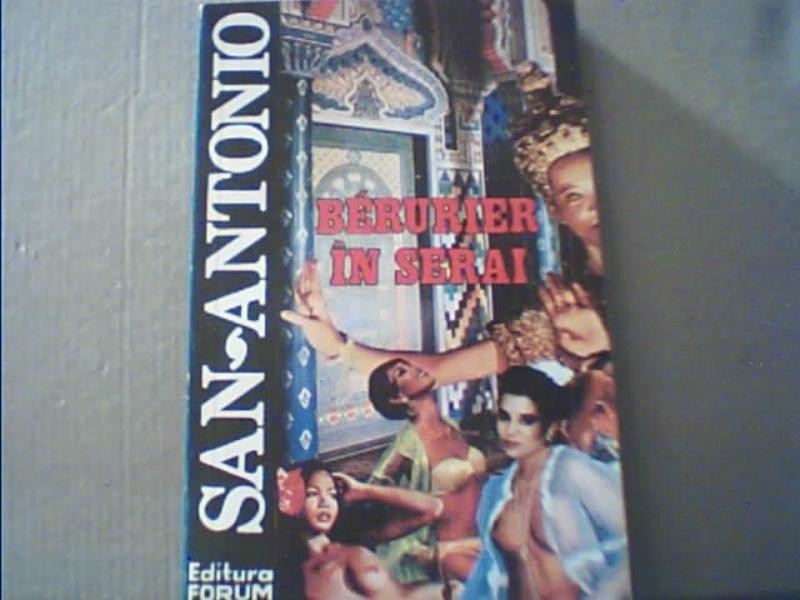 SAN-ANTONIO
BÉRURIER
ÎN SERAI
Editura
FORUM